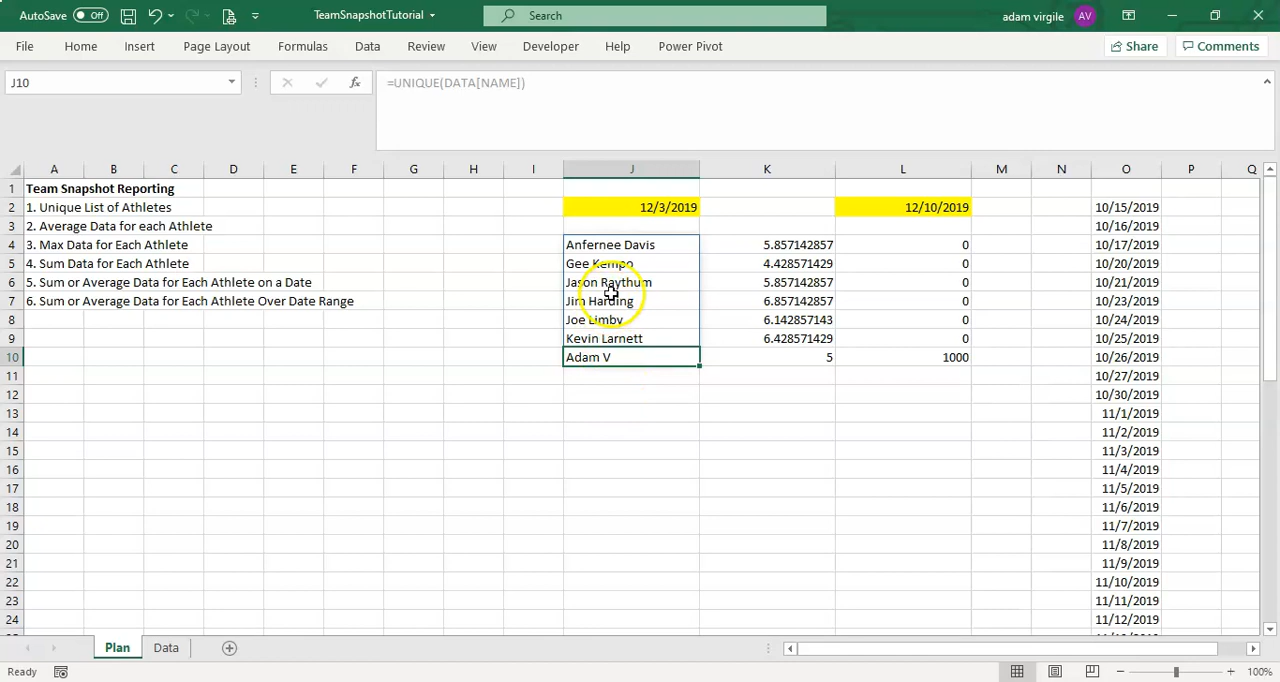 AutoSave Off TeamSnapshotTutorial Search adam virgile AV
File Home Insert Page Layout Formulas Data Review View Developer Help Power Pivot Share Comments
J10 fx =UNIQUE(DATA[NAME])
A B C D E F G H I J K L M N O P Q
1 Team Snapshot Reporting
2 1. Unique List of Athletes 12/3/2019 12/10/2019 10/15/2019
3 2. Average Data for each Athlete 10/16/2019
4 3. Max Data for Each Athlete Anfernee Davis 5.857142857 0 10/17/2019
5 4. Sum Data for Each Athlete Gee Kempo 4.428571429 0 10/20/2019
6 5. Sum or Average Data for Each Athlete on a Date Jason Raythum 5.857142857 0 10/21/2019
7 6. Sum or Average Data for Each Athlete Over Date Range Jim Harding 6.857142857 0 10/23/2019
8 Joe Limby 6.142857143 0 10/24/2019
9 Kevin Larnett 6.428571429 0 10/25/2019
10 Adam V 5 1000 10/26/2019
11 10/27/2019
12 10/30/2019
13 11/1/2019
14 11/2/2019
15 11/3/2019
16 11/4/2019
17 11/5/2019
18 11/6/2019
19 11/7/2019
20 11/8/2019
21 11/9/2019
22 11/10/2019
23 11/11/2019
24 11/12/2019
Plan Data
Ready 100%